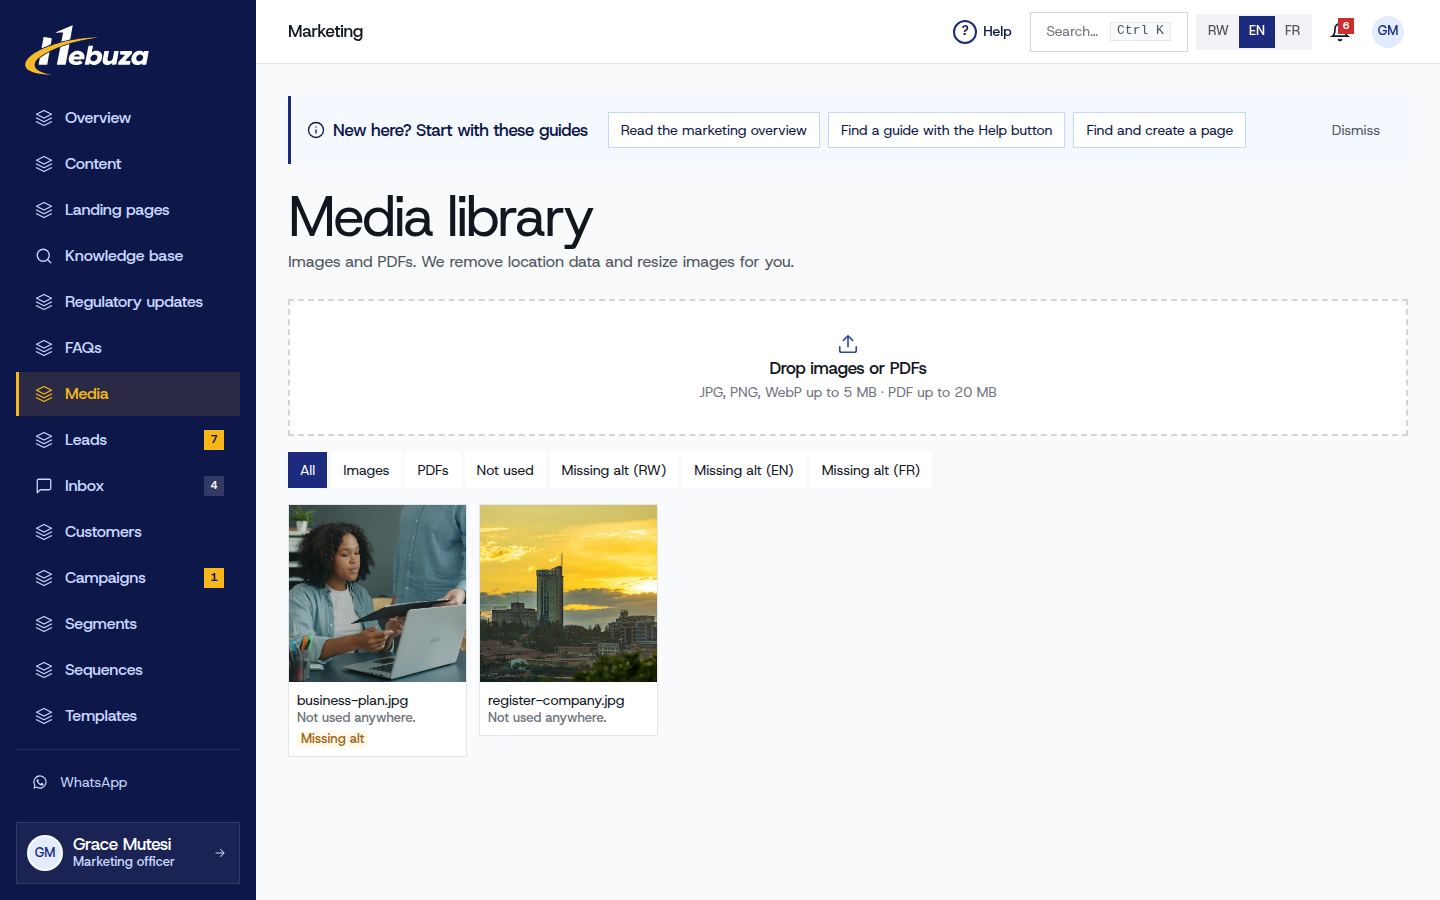 Hebuza
Overview
Content
Landing pages
Knowledge base
Regulatory updates
FAQs
Media
Leads 7
Inbox 4
Customers
Campaigns 1
Segments
Sequences
Templates
WhatsApp
GM
Grace Mutesi
Marketing officer
Marketing
? Help
Search... Ctrl K
RW EN FR
6
GM
New here? Start with these guides
Read the marketing overview
Find a guide with the Help button
Find and create a page
Dismiss
Media library
Images and PDFs. We remove location data and resize images for you.
Drop images or PDFs
JPG, PNG, WebP up to 5 MB · PDF up to 20 MB
All Images PDFs Not used Missing alt (RW) Missing alt (EN) Missing alt (FR)
business-plan.jpg
Not used anywhere.
Missing alt
register-company.jpg
Not used anywhere.